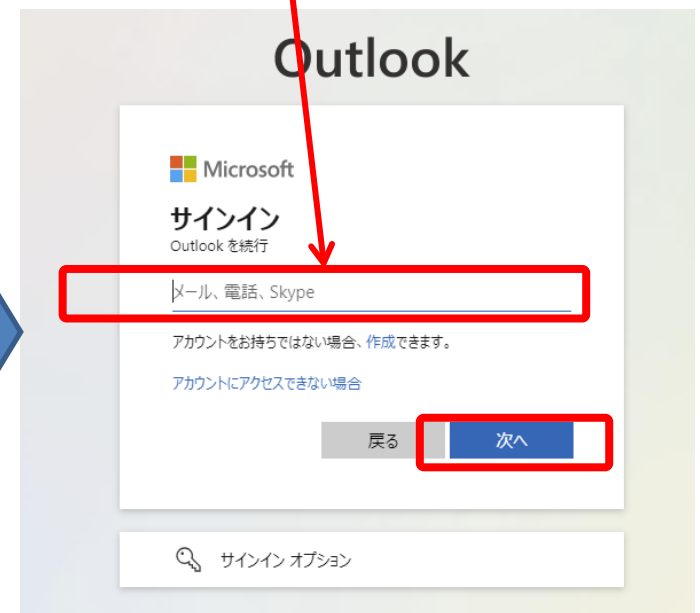 Outlook
Microsoft
サインイン
Outlook を続行
メール、電話、Skype
アカウントをお持ちではない場合、作成できます。
アカウントにアクセスできない場合
戻る 次へ
サインイン オプション